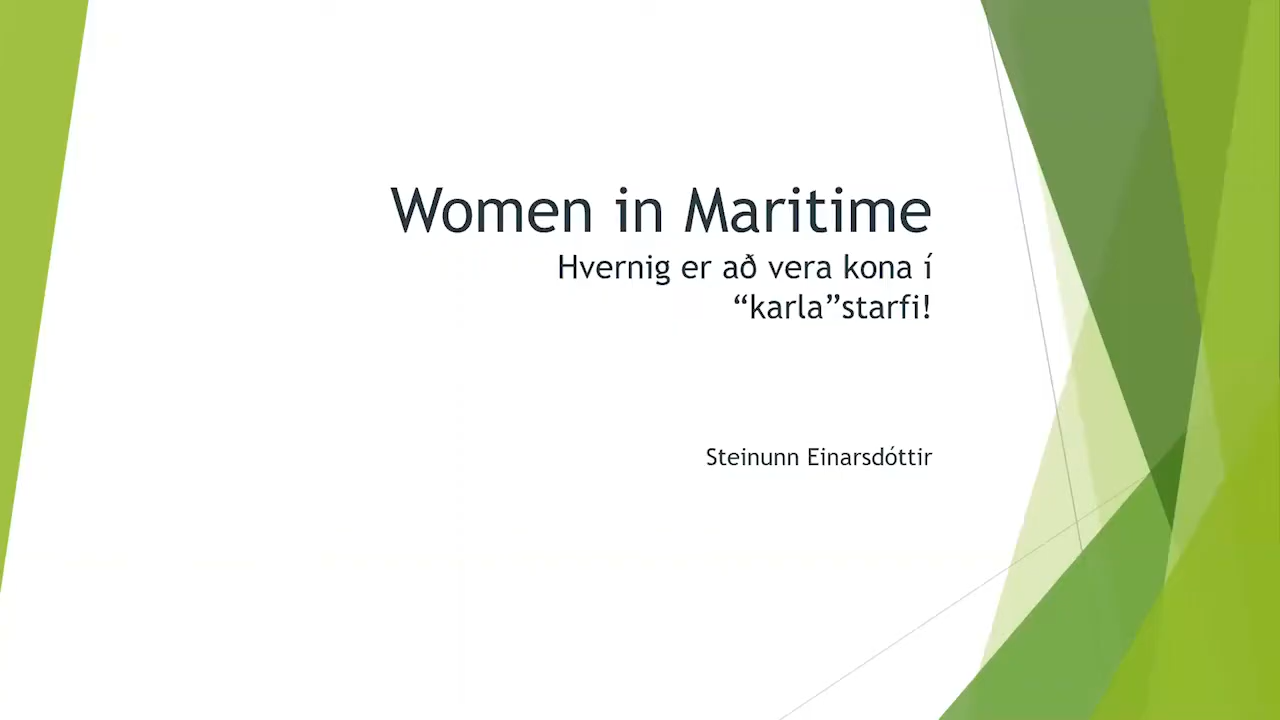 Women in Maritime
Hvernig er að vera kona í
“karla”starfi!
Steinunn Einarsdóttir